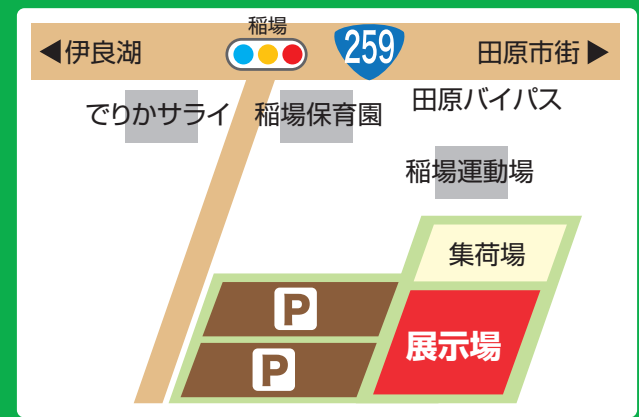 稲場
◀伊良湖
259
田原市街▶
でりかサライ
稲場保育園
田原バイパス
稲場運動場
集荷場
P
展示場
P